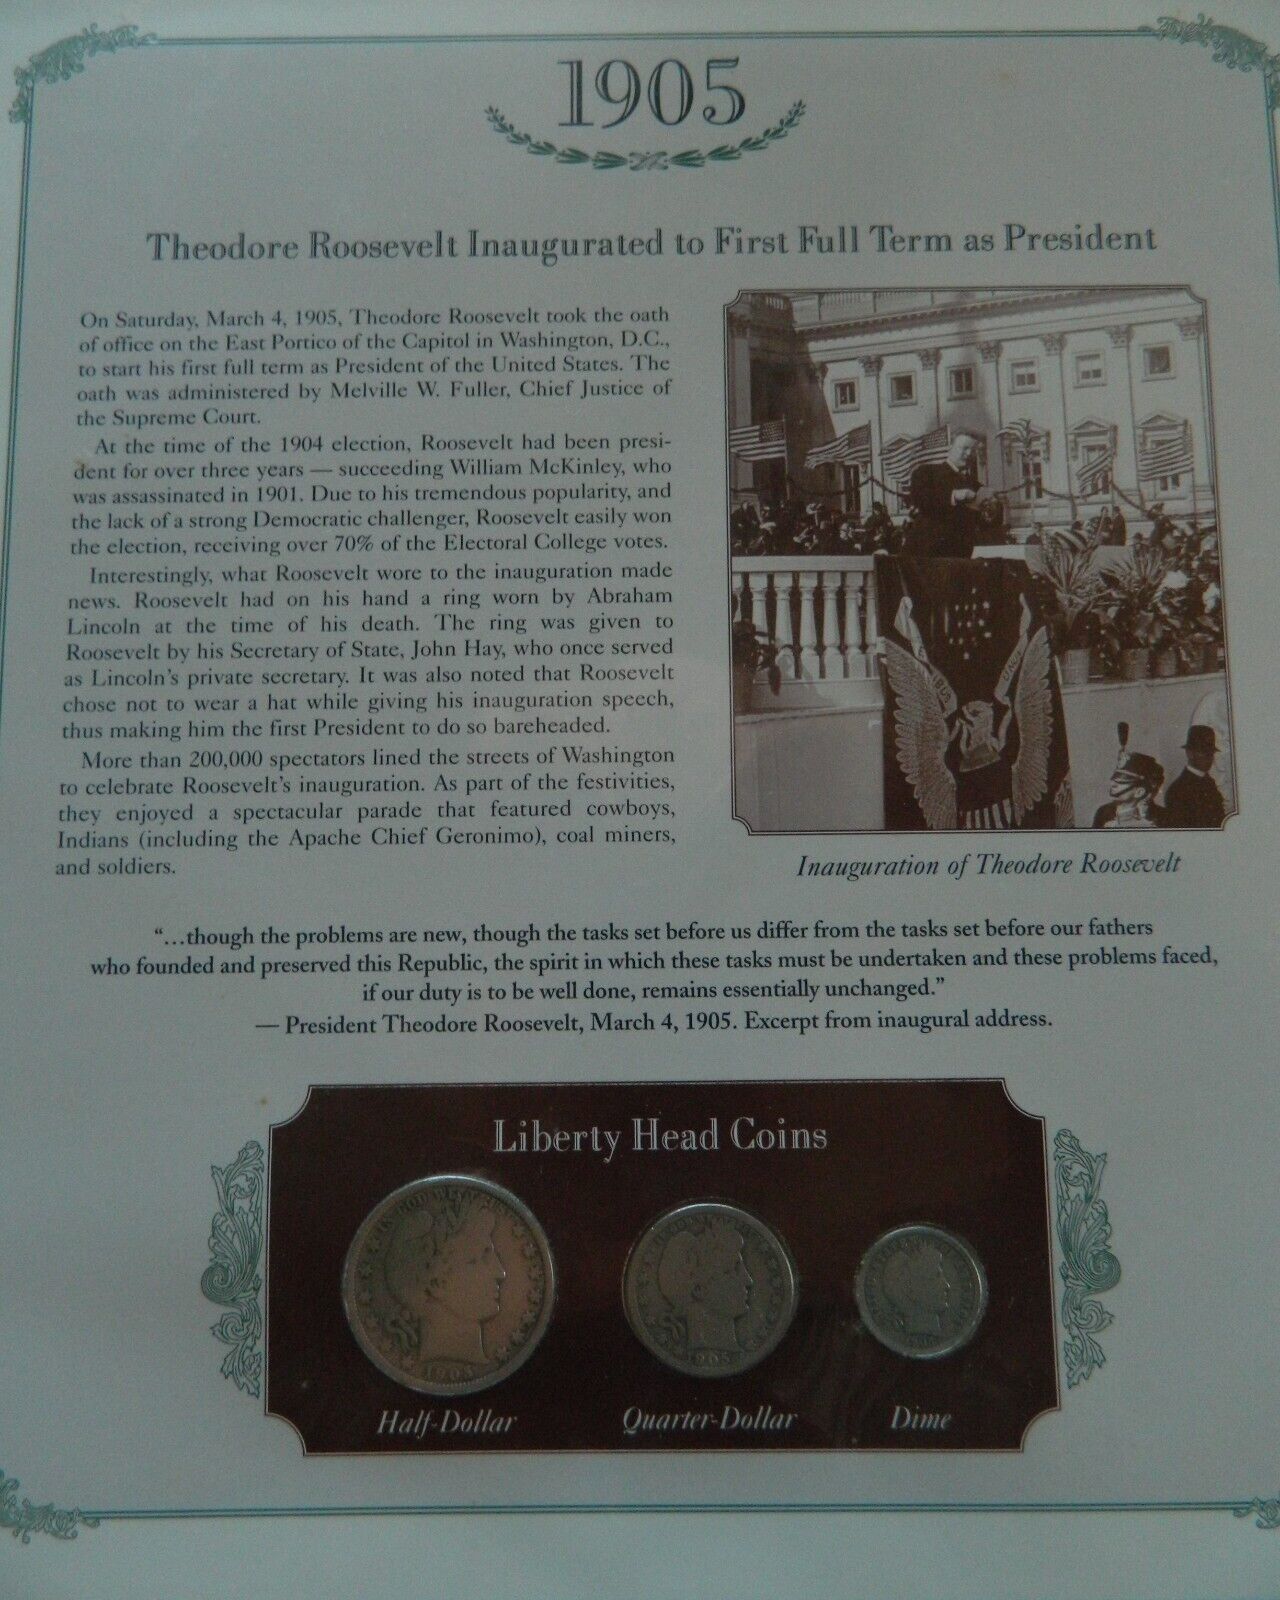 1905
Theodore Roosevelt Inaugurated to First Full Term as President
On Saturday, March 4, 1905, Theodore Roosevelt took the oath
of office on the East Portico of the Capitol in Washington, D.C.,
to start his first full term as President of the United States. The
oath was administered by Melville W. Fuller, Chief Justice of
the Supreme Court.
At the time of the 1904 election, Roosevelt had been presi-
dent for over three years — succeeding William McKinley, who
was assassinated in 1901. Due to his tremendous popularity, and
the lack of a strong Democratic challenger, Roosevelt easily won
the election, receiving over 70% of the Electoral College votes.
Interestingly, what Roosevelt wore to the inauguration made
news. Roosevelt had on his hand a ring worn by Abraham
Lincoln at the time of his death. The ring was given to
Roosevelt by his Secretary of State, John Hay, who once served
as Lincoln's private secretary. It was also noted that Roosevelt
chose not to wear a hat while giving his inauguration speech,
thus making him the first President to do so bareheaded.
More than 200,000 spectators lined the streets of Washington
to celebrate Roosevelt's inauguration. As part of the festivities,
they enjoyed a spectacular parade that featured cowboys,
Indians (including the Apache Chief Geronimo), coal miners,
and soldiers.
Inauguration of Theodore Roosevelt
“...though the problems are new, though the tasks set before us differ from the tasks set before our fathers
who founded and preserved this Republic, the spirit in which these tasks must be undertaken and these problems faced,
if our duty is to be well done, remains essentially unchanged.”
— President Theodore Roosevelt, March 4, 1905. Excerpt from inaugural address.
Liberty Head Coins
Half-Dollar
Quarter-Dollar
Dime